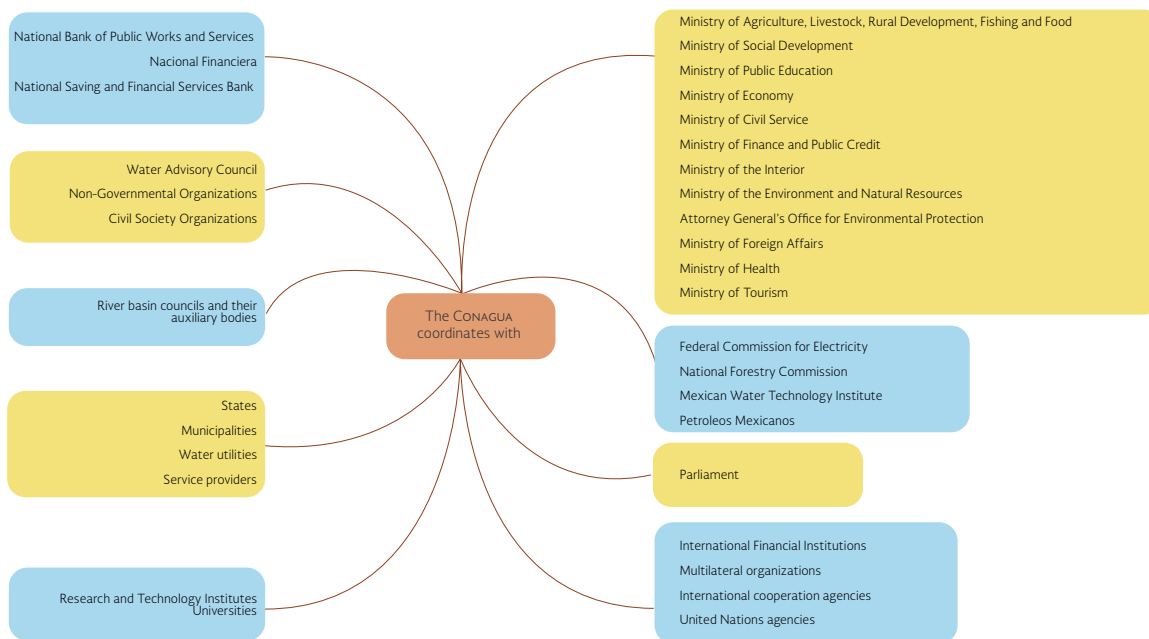 National Bank of Public Works and Services
Nacional Financiera
National Saving and Financial Services Bank
Water Advisory Council
Non-Governmental Organizations
Civil Society Organizations
River basin councils and their
auxiliary bodies
States
Municipalities
Water utilities
Service providers
Research and Technology Institutes
Universities
The CONAGUA
coordinates with
Ministry of Agriculture, Livestock, Rural Development, Fishing and Food
Ministry of Social Development
Ministry of Public Education
Ministry of Economy
Ministry of Civil Service
Ministry of Finance and Public Credit
Ministry of the Interior
Ministry of the Environment and Natural Resources
Attorney General's Office for Environmental Protection
Ministry of Foreign Affairs
Ministry of Health
Ministry of Tourism
Federal Commission for Electricity
National Forestry Commission
Mexican Water Technology Institute
Petroleos Mexicanos
Parliament
International Financial Institutions
Multilateral organizations
International cooperation agencies
United Nations agencies